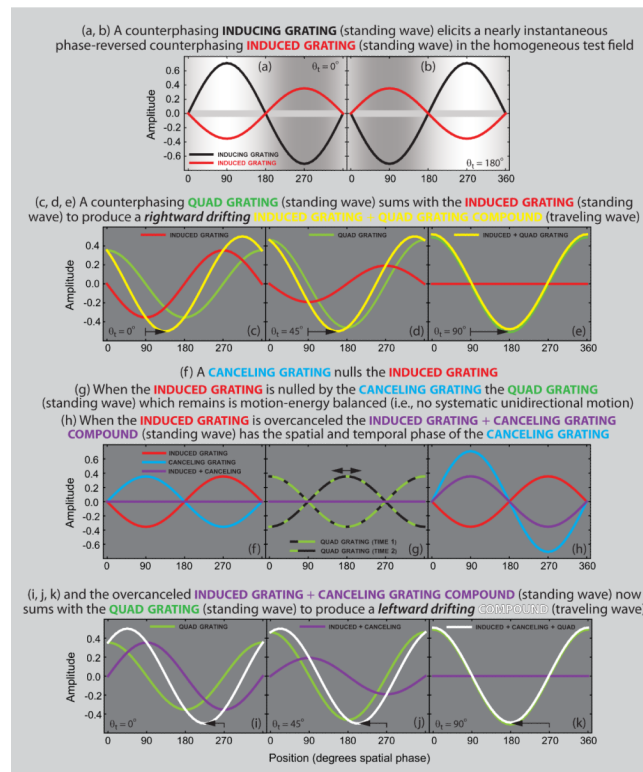 (a, b) A counterphasing INDUCING GRATING (standing wave) elicits a nearly instantaneous
phase-reversed counterphasing INDUCED GRATING (standing wave) in the homogeneous test field
(a)
θt = 0°
(b)
0.6
0.4
0.2
0.0
-0.2
-0.4
-0.6
Amplitude
INDUCING GRATING
INDUCED GRATING
θt = 180°
0 90 180 270 0 90 180 270 360
(c, d, e) A counterphasing QUAD GRATING (standing wave) sums with the INDUCED GRATING (standing
wave) to produce a rightward drifting INDUCED GRATING + QUAD GRATING COMPOUND (traveling wave)
INDUCED GRATING
QUAD GRATING
INDUCED + QUAD GRATING
0.4
0.2
0.0
-0.2
-0.4
Amplitude
θt = 0°
(c)
θt = 45°
(d)
θt = 90°
(e)
0 90 180 270 0 90 180 270 0 90 180 270 360
(f) A CANCELING GRATING nulls the INDUCED GRATING
(g) When the INDUCED GRATING is nulled by the CANCELING GRATING the QUAD GRATING
(standing wave) which remains is motion-energy balanced (i.e., no systematic unidirectional motion)
(h) When the INDUCED GRATING is overcanceled the INDUCED GRATING + CANCELING GRATING
COMPOUND (standing wave) has the spatial and temporal phase of the CANCELING GRATING
INDUCED GRATING
CANCELING GRATING
INDUCED + CANCELING
0.6
0.4
0.2
0.0
-0.2
-0.4
-0.6
Amplitude
(f)
QUAD GRATING (TIME 1)
QUAD GRATING (TIME 2)
(g)
(h)
0 90 180 270 0 90 180 270 0 90 180 270 360
(i, j, k) and the overcanceled INDUCED GRATING + CANCELING GRATING COMPOUND (standing wave) now
sums with the QUAD GRATING (standing wave) to produce a leftward drifting COMPOUND (traveling wave)
QUAD GRATING
INDUCED + CANCELING
INDUCED + CANCELING + QUAD
0.4
0.2
0.0
-0.2
-0.4
Amplitude
θt = 0°
(i)
θt = 45°
(j)
θt = 90°
(k)
0 90 180 270 0 90 180 270 0 90 180 270 360
Position (degrees spatial phase)